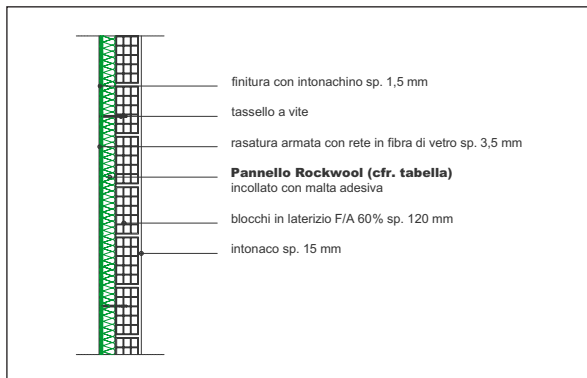 finitura con intonachino sp. 1,5 mm
tassello a vite
rasatura armata con rete in fibra di vetro sp. 3,5 mm
Pannello Rockwool (cfr. tabella)
incollato con malta adesiva
blocchi in laterizio F/A 60% sp. 120 mm
intonaco sp. 15 mm